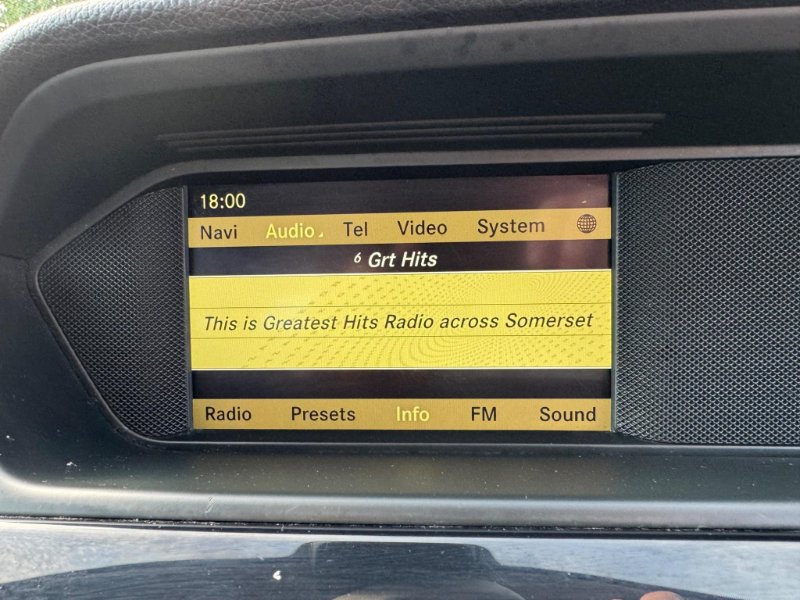 18:00
Navi Audio Tel Video System
6 Grt Hits
This is Greatest Hits Radio across Somerset
Radio Presets Info FM Sound